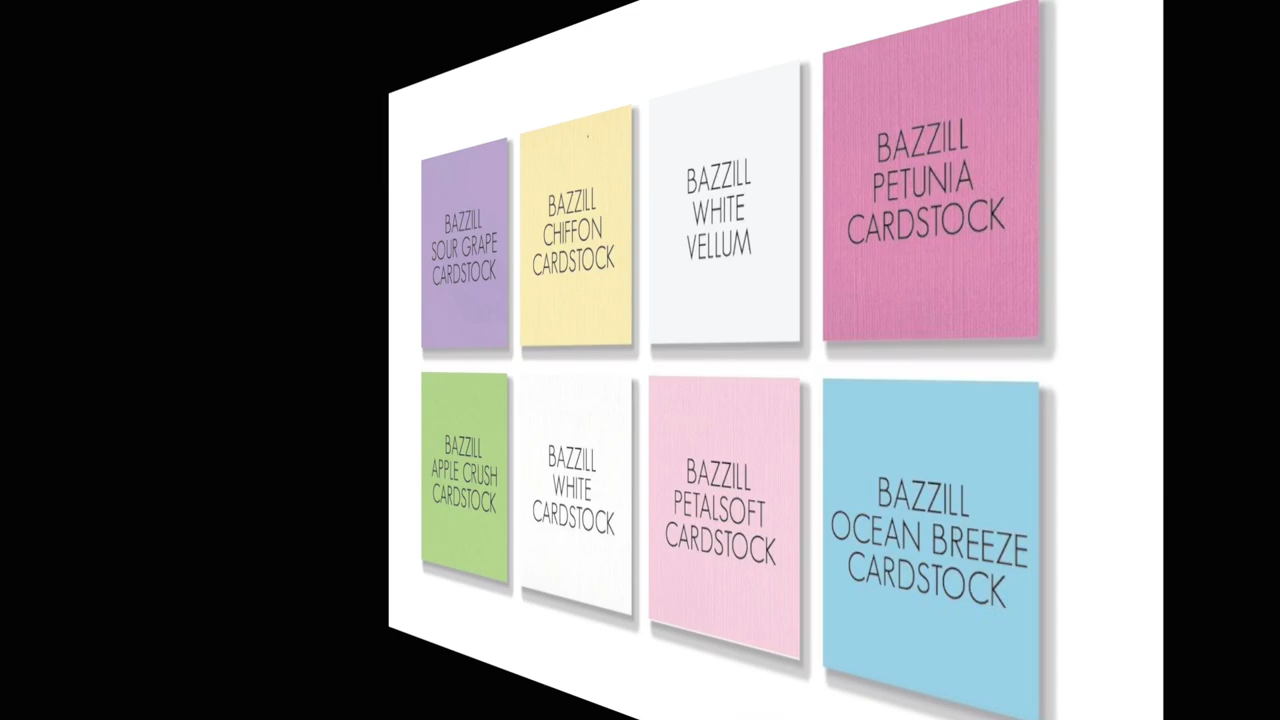 BAZZILL
SOUR GRAPE
CARDSTOCK
BAZZILL
CHIFFON
CARDSTOCK
BAZZILL
WHITE
VELLUM
BAZZILL
PETUNIA
CARDSTOCK
BAZZILL
APPLE CRUSH
CARDSTOCK
BAZZILL
WHITE
CARDSTOCK
BAZZILL
PETALSOFT
CARDSTOCK
BAZZILL
OCEAN BREEZE
CARDSTOCK